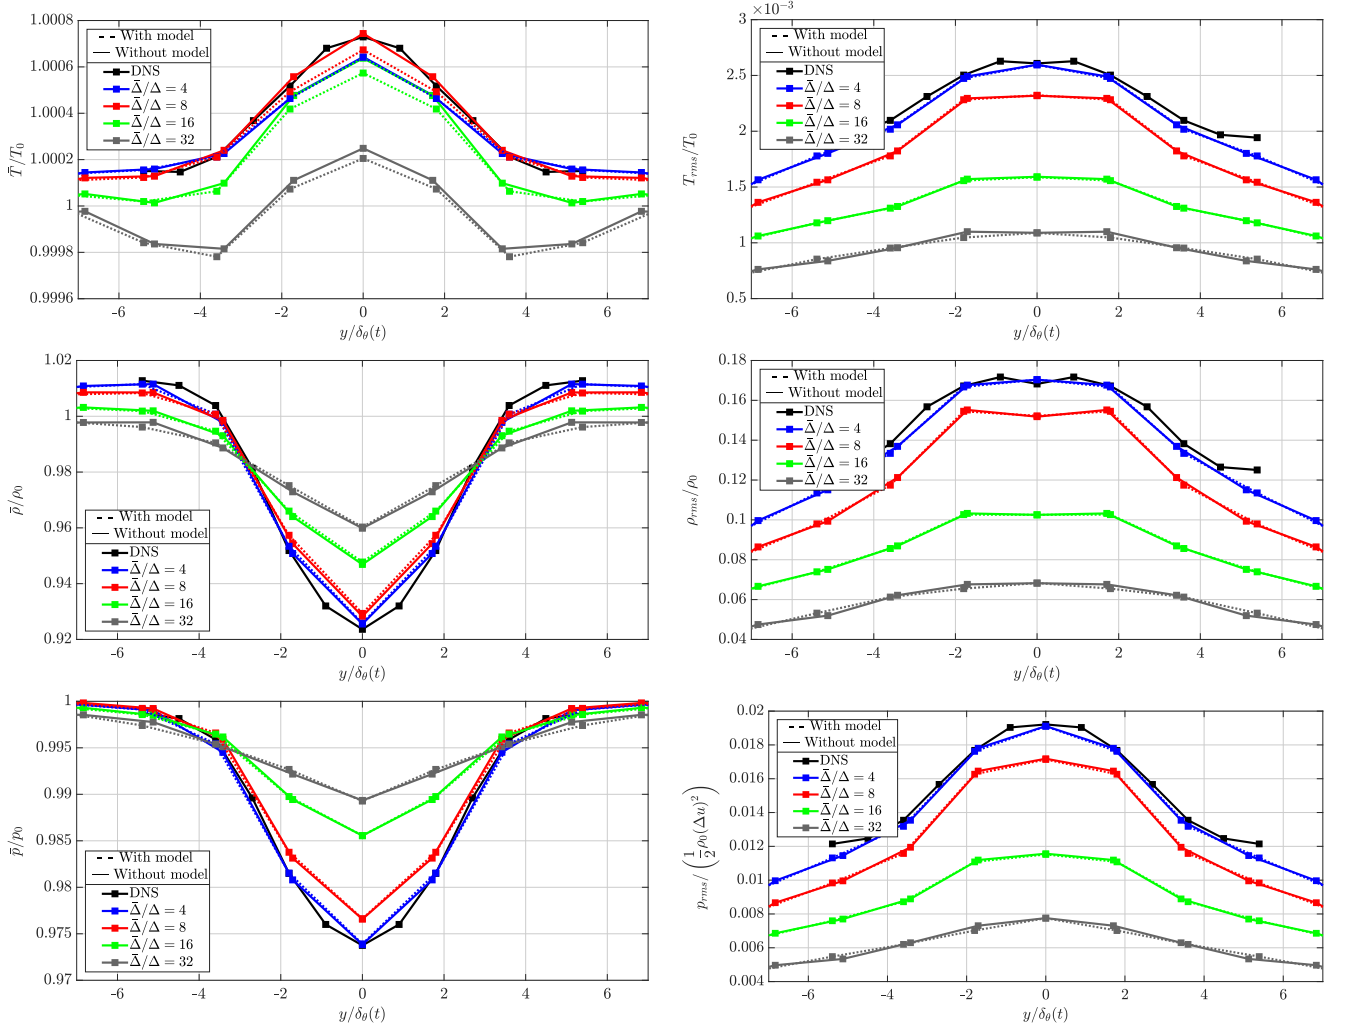 1.0008
1.0006
1.0004
1.0002
1
0.9998
0.9996
T̄/T₀
With model
Without model
DNS
Δ̄/Δ = 4
Δ̄/Δ = 8
Δ̄/Δ = 16
Δ̄/Δ = 32
-6 -4 -2 0 2 4 6
y/δ_θ(t)
×10⁻³
3
2.5
2
1.5
1
0.5
T_rms/T₀
With model
Without model
DNS
Δ̄/Δ = 4
Δ̄/Δ = 8
Δ̄/Δ = 16
Δ̄/Δ = 32
-6 -4 -2 0 2 4 6
y/δ_θ(t)
1.02
1
0.98
0.96
0.94
0.92
ρ̄/ρ₀
With model
Without model
DNS
Δ̄/Δ = 4
Δ̄/Δ = 8
Δ̄/Δ = 16
Δ̄/Δ = 32
-6 -4 -2 0 2 4 6
y/δ_θ(t)
0.18
0.16
0.14
0.12
0.1
0.08
0.06
0.04
ρ_rms/ρ₀
With model
Without model
DNS
Δ̄/Δ = 4
Δ̄/Δ = 8
Δ̄/Δ = 16
Δ̄/Δ = 32
-6 -4 -2 0 2 4 6
y/δ_θ(t)
1
0.995
0.99
0.985
0.98
0.975
0.97
p̄/p₀
With model
Without model
DNS
Δ̄/Δ = 4
Δ̄/Δ = 8
Δ̄/Δ = 16
Δ̄/Δ = 32
-6 -4 -2 0 2 4 6
y/δ_θ(t)
0.02
0.018
0.016
0.014
0.012
0.01
0.008
0.006
0.004
p_rms/(1/2 ρ₀(Δu)²)
With model
Without model
DNS
Δ̄/Δ = 4
Δ̄/Δ = 8
Δ̄/Δ = 16
Δ̄/Δ = 32
-6 -4 -2 0 2 4 6
y/δ_θ(t)